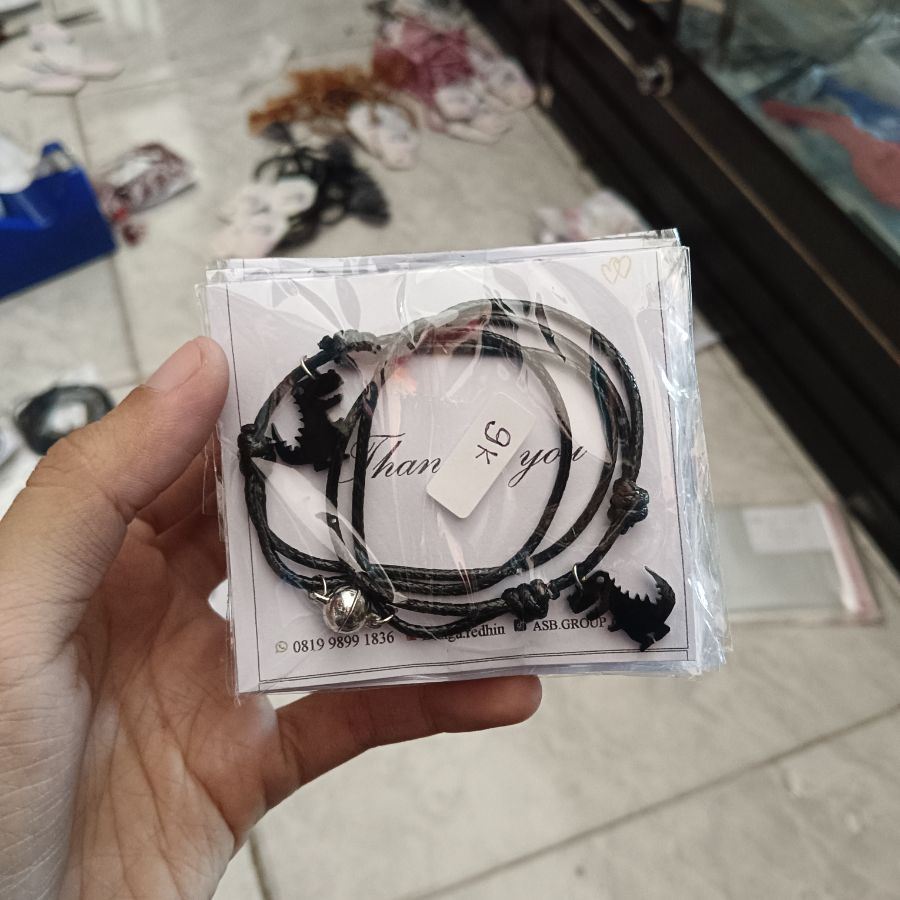 Than
9k
you
0819 9899 1836
ASB.GROUP